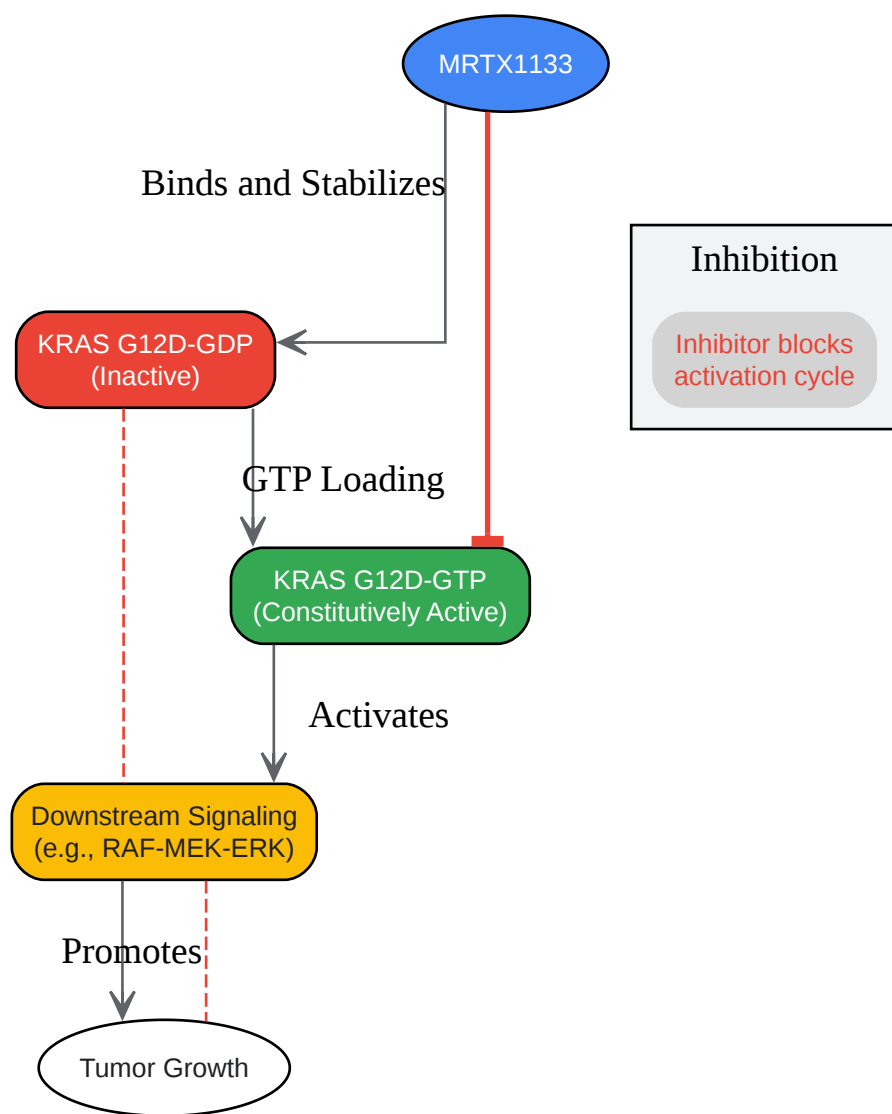 MRTX1133
Binds and Stabilizes
Inhibition
Inhibitor blocks
activation cycle
KRAS G12D-GDP
(Inactive)
GTP Loading
KRAS G12D-GTP
(Constitutively Active)
Activates
Downstream Signaling
(e.g., RAF-MEK-ERK)
Promotes
Tumor Growth